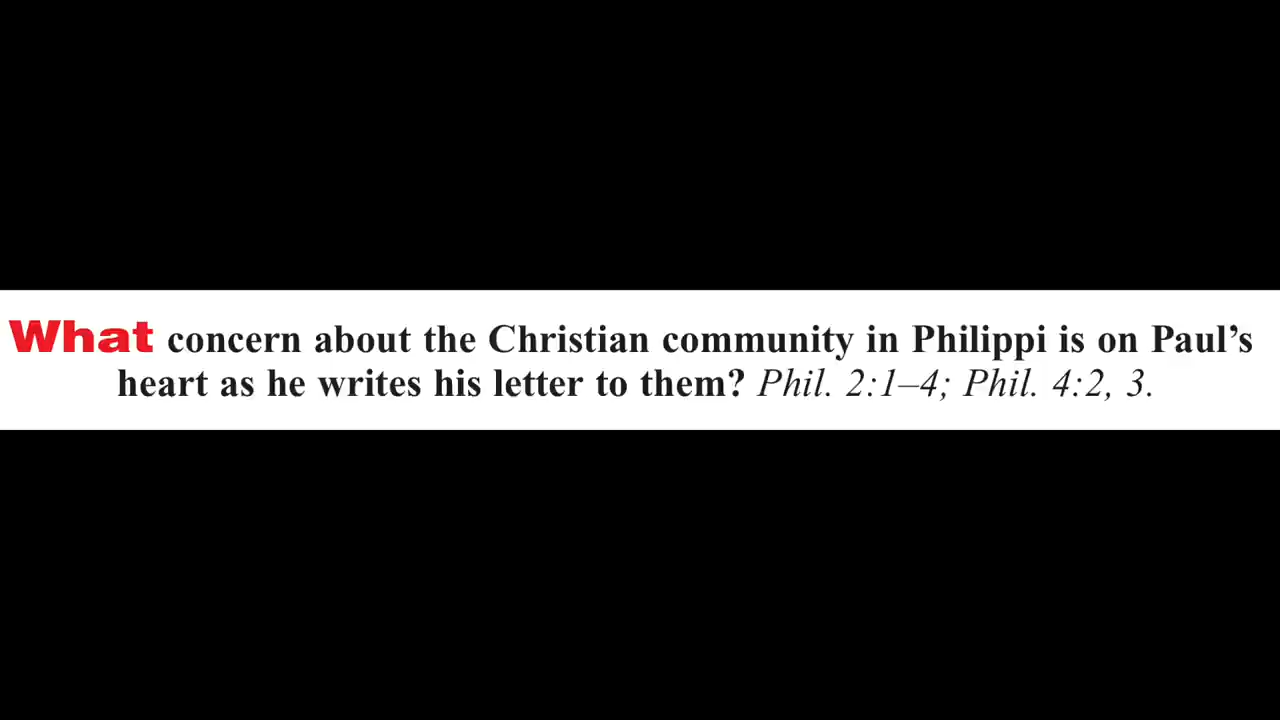 What concern about the Christian community in Philippi is on Paul’s
heart as he writes his letter to them? Phil. 2:1–4; Phil. 4:2, 3.